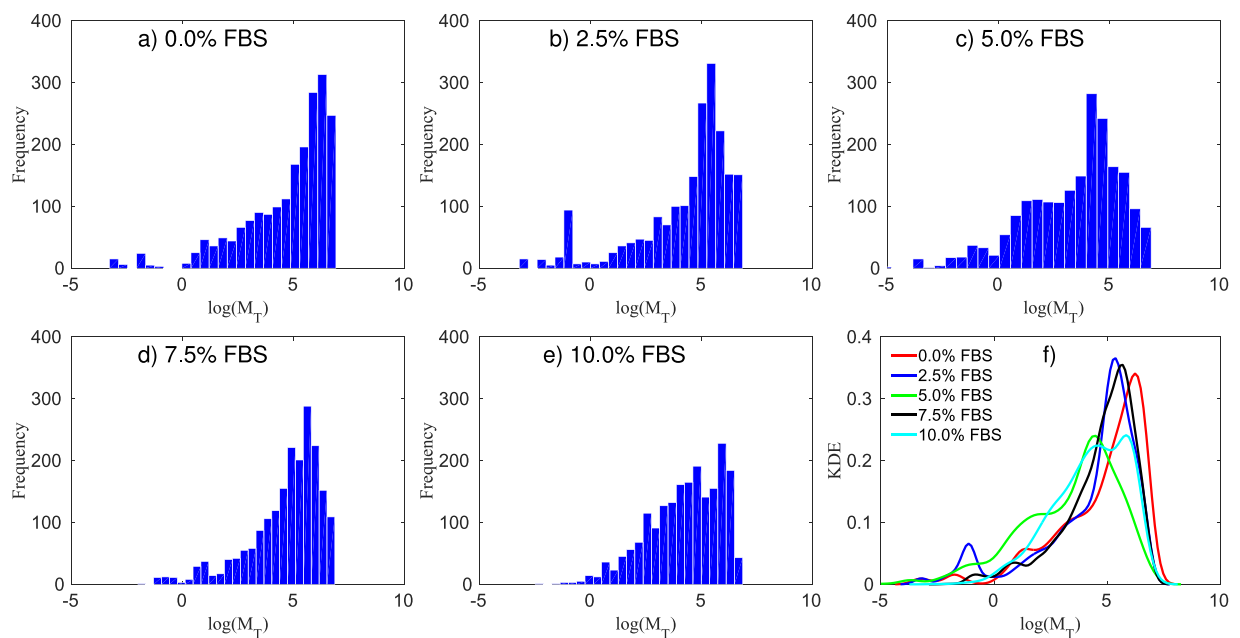 a) 0.0% FBS
400
300
200
100
0
Frequency
-5
0
5
10
log(M_T)
b) 2.5% FBS
400
300
200
100
0
Frequency
-5
0
5
10
log(M_T)
c) 5.0% FBS
400
300
200
100
0
Frequency
-5
0
5
10
log(M_T)
d) 7.5% FBS
400
300
200
100
0
Frequency
-5
0
5
10
log(M_T)
e) 10.0% FBS
400
300
200
100
0
Frequency
-5
0
5
10
log(M_T)
f)
0.4
0.3
0.2
0.1
0
KDE
0.0% FBS
2.5% FBS
5.0% FBS
7.5% FBS
10.0% FBS
-5
0
5
10
log(M_T)